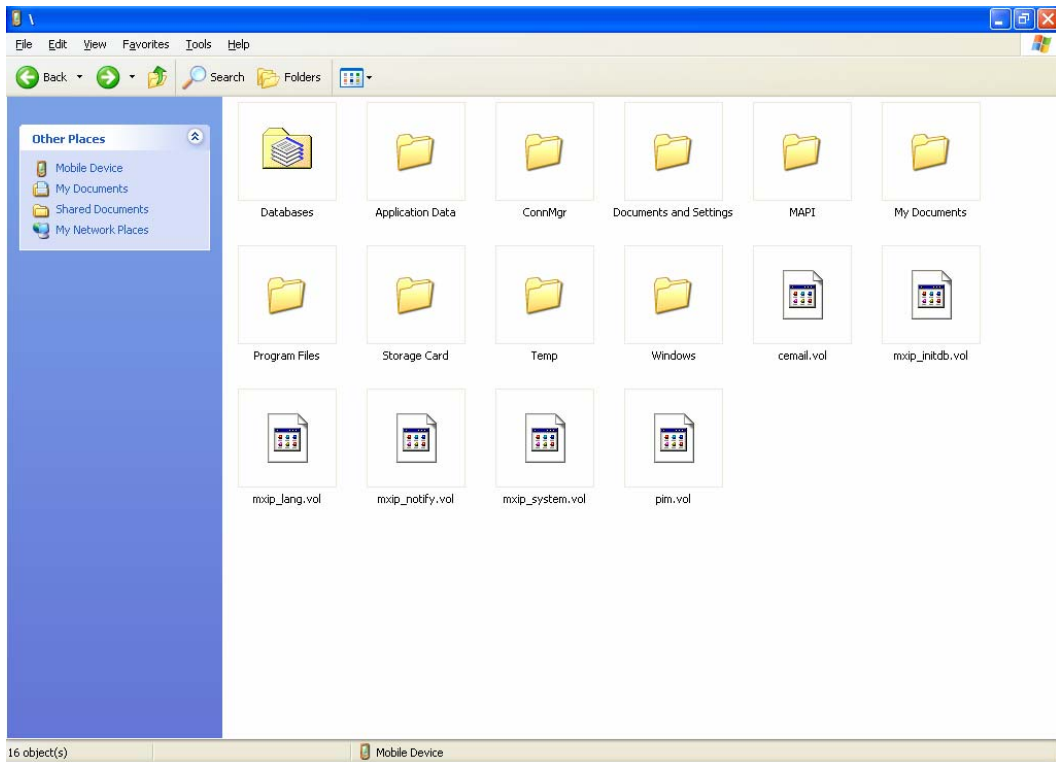 \
File Edit View Favorites Tools Help
Back Search Folders
Other Places
Mobile Device
My Documents
Shared Documents
My Network Places
Databases Application Data ConnMgr Documents and Settings MAPI My Documents
Program Files Storage Card Temp Windows cemail.vol mxip_initdb.vol
mxip_lang.vol mxip_notify.vol mxip_system.vol pim.vol
16 object(s) Mobile Device